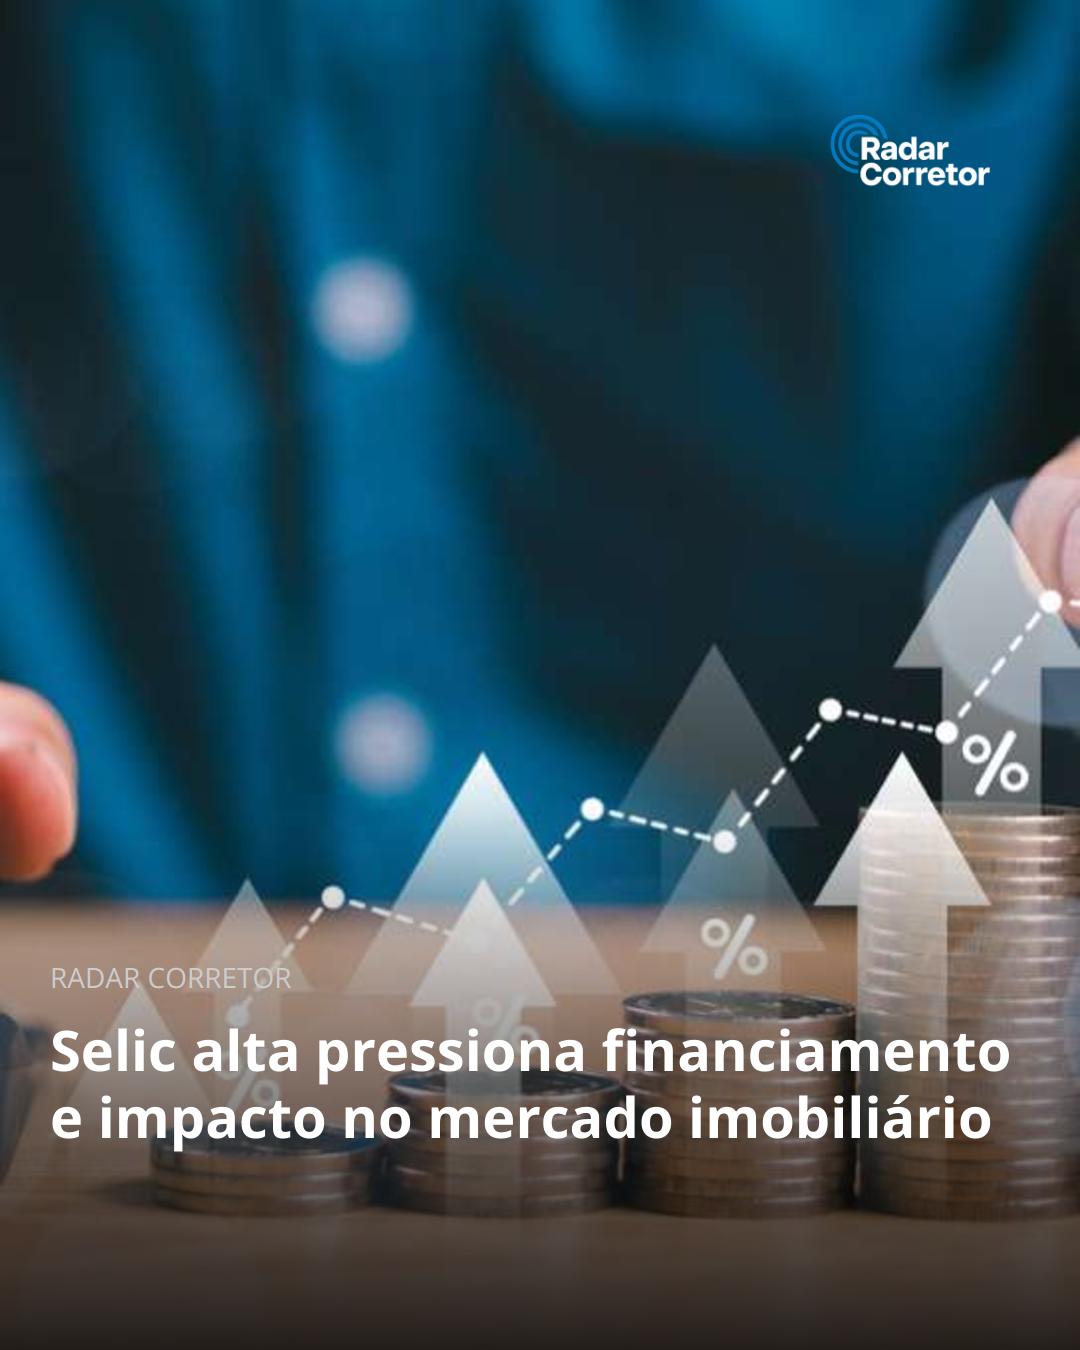 Radar
Corretor
%
%
%
%
RADAR CORRETOR
Selic alta pressiona financiamento
e impacto no mercado imobiliário